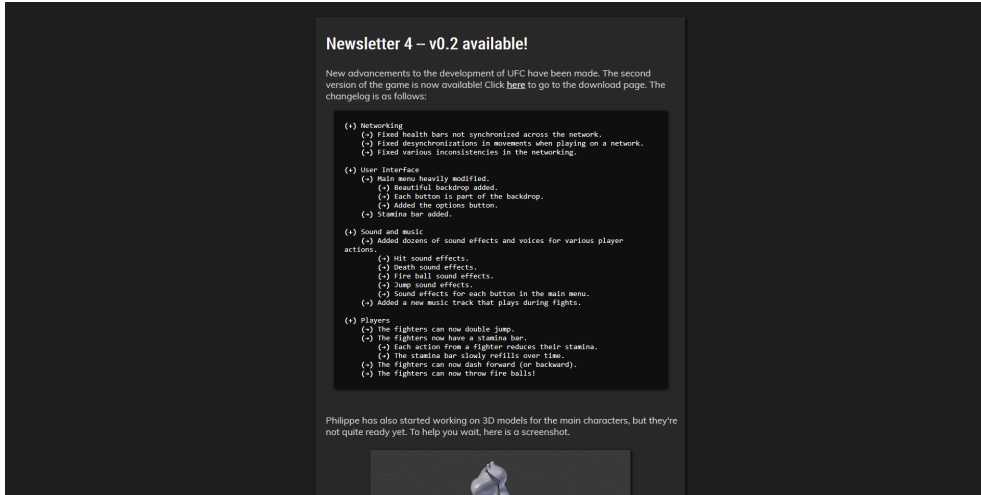 Newsletter 4 -- v0.2 available!
New advancements to the development of UFC have been made. The second
version of the game is now available! Click here to go to the download page. The
changelog is as follows:
(+) Networking
(→) Fixed health bars not synchronized across the network.
(→) Fixed desynchronizations in movements when playing on a network.
(→) Fixed various inconsistencies in the networking.
(+) User Interface
(→) Main menu heavily modified.
(→) Beautiful backdrop added.
(→) Each button is part of the backdrop.
(→) Added the options button.
(→) Stamina bar added.
(+) Sound and music
(→) Added dozens of sound effects and voices for various player
actions.
(→) Hit sound effects.
(→) Death sound effects.
(→) Fire ball sound effects.
(→) Jump sound effects.
(→) Sound effects for each button in the main menu.
(→) Added a new music track that plays during fights.
(+) Players
(→) The fighters can now double jump.
(→) The fighters now have a stamina bar.
(→) Each action from a fighter reduces their stamina.
(→) The stamina bar slowly refills over time.
(→) The fighters can now dash forward (or backward).
(→) The fighters can now throw fire balls!
Philippe has also started working on 3D models for the main characters, but they're
not quite ready yet. To help you wait, here is a screenshot.